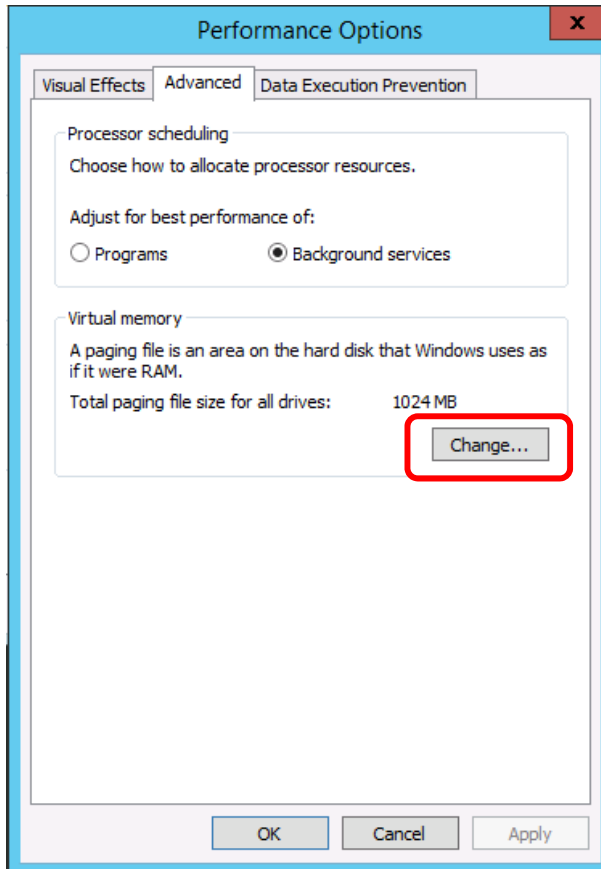 Performance Options
x
Visual Effects
Advanced
Data Execution Prevention
Processor scheduling
Choose how to allocate processor resources.
Adjust for best performance of:
Programs
Background services
Virtual memory
A paging file is an area on the hard disk that Windows uses as
if it were RAM.
Total paging file size for all drives: 1024 MB
Change...
OK
Cancel
Apply